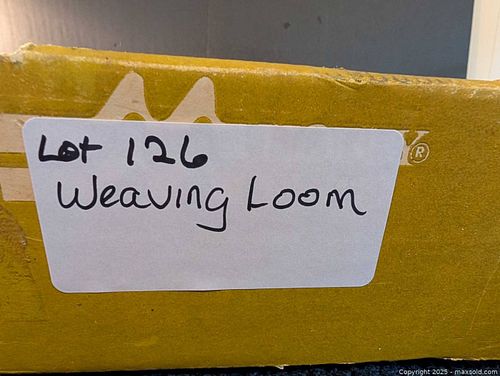 Lot 126
Weaving Loom
K®
Copyright 2025 - maxsold.com